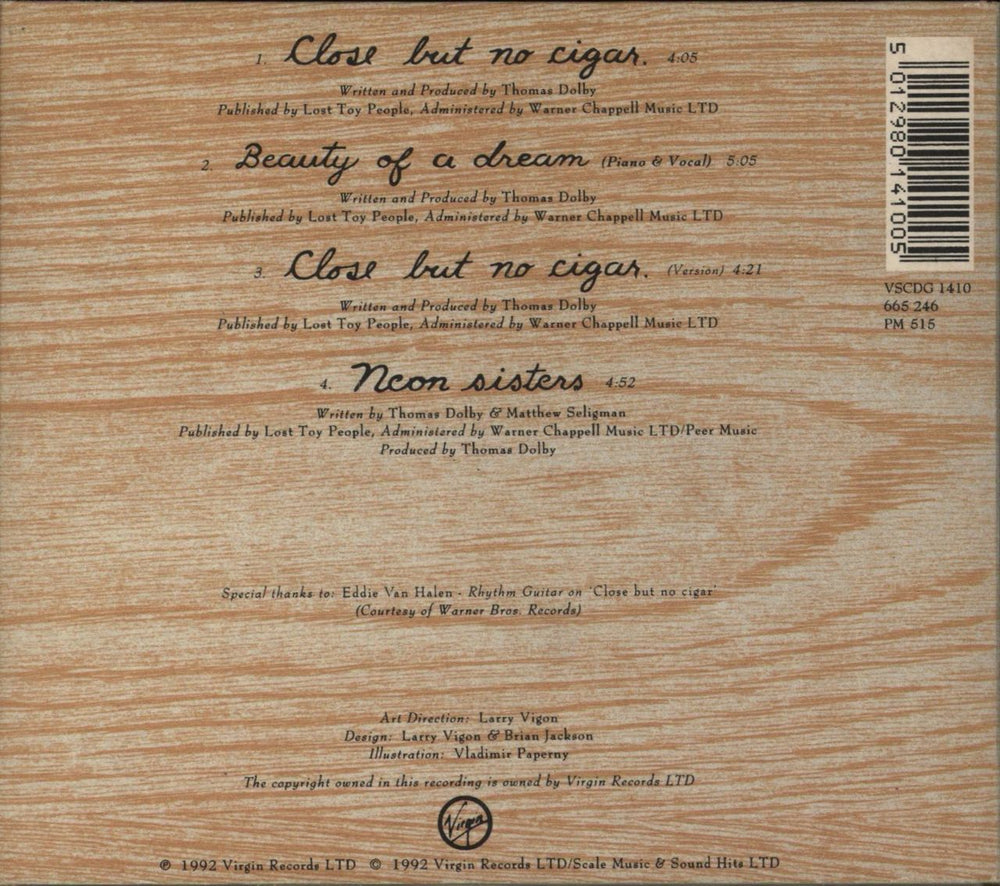 1. Close but no cigar. 4:05
Written and Produced by Thomas Dolby
Published by Lost Toy People, Administered by Warner Chappell Music LTD
2 Beauty of a dream (Piano & Vocal) 5:05
Written and Produced by Thomas Dolby
Published by Lost Toy People, Administered by Warner Chappell Music LTD
3. Close but no cigar. (Version) 4:21
Written and Produced by Thomas Dolby
Published by Lost Toy People, Administered by Warner Chappell Music LTD
4. Neon sisters 4:52
Written by Thomas Dolby & Matthew Seligman
Published by Lost Toy People, Administered by Warner Chappell Music LTD/Peer Music
Produced by Thomas Dolby
5 012980 141005
VSCDG 1410
665 246
PM 515
Special thanks to: Eddie Van Halen - Rhythm Guitar on 'Close but no cigar'
(Courtesy of Warner Bros. Records)
Art Direction: Larry Vigon
Design: Larry Vigon & Brian Jackson
Illustration: Vladimir Paperny
The copyright owned in this recording is owned by Virgin Records LTD
Virgin
℗ 1992 Virgin Records LTD © 1992 Virgin Records LTD/Scale Music & Sound Hits LTD